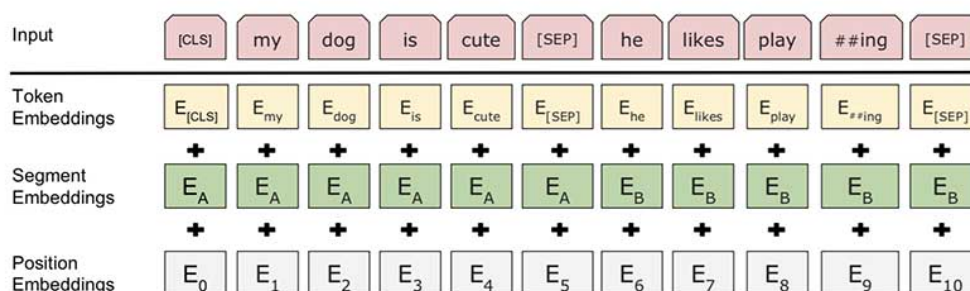 Input [CLS] my dog is cute [SEP] he likes play ##ing [SEP]
Token Embeddings E[CLS] Emy Edog Eis Ecute E[SEP] Ehe Elikes Eplay E##ing E[SEP]
+ + + + + + + + + + +
Segment Embeddings EA EA EA EA EA EA EB EB EB EB EB
+ + + + + + + + + + +
Position Embeddings E0 E1 E2 E3 E4 E5 E6 E7 E8 E9 E10